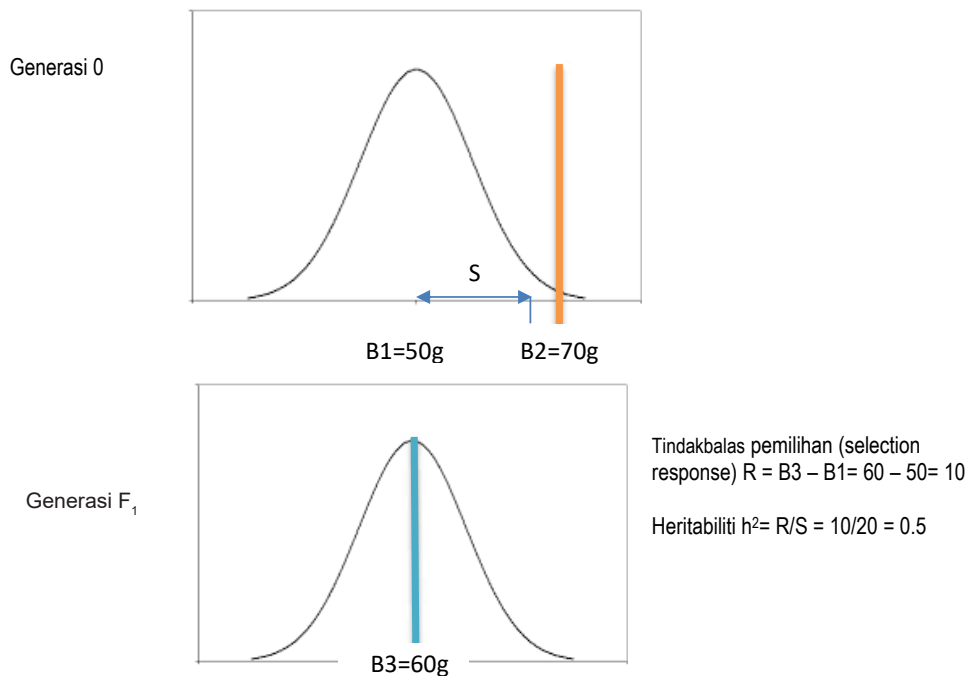 Generasi 0
S
B1=50g
B2=70g
Generasi F₁
Tindakbalas pemilihan (selection
response) R = B3 – B1= 60 – 50= 10
Heritabiliti h²= R/S = 10/20 = 0.5
B3=60g